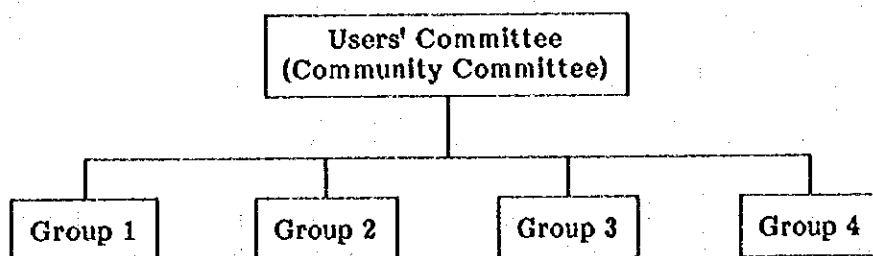 Users' Committee
(Community Committee)
Group 1
Group 2
Group 3
Group 4